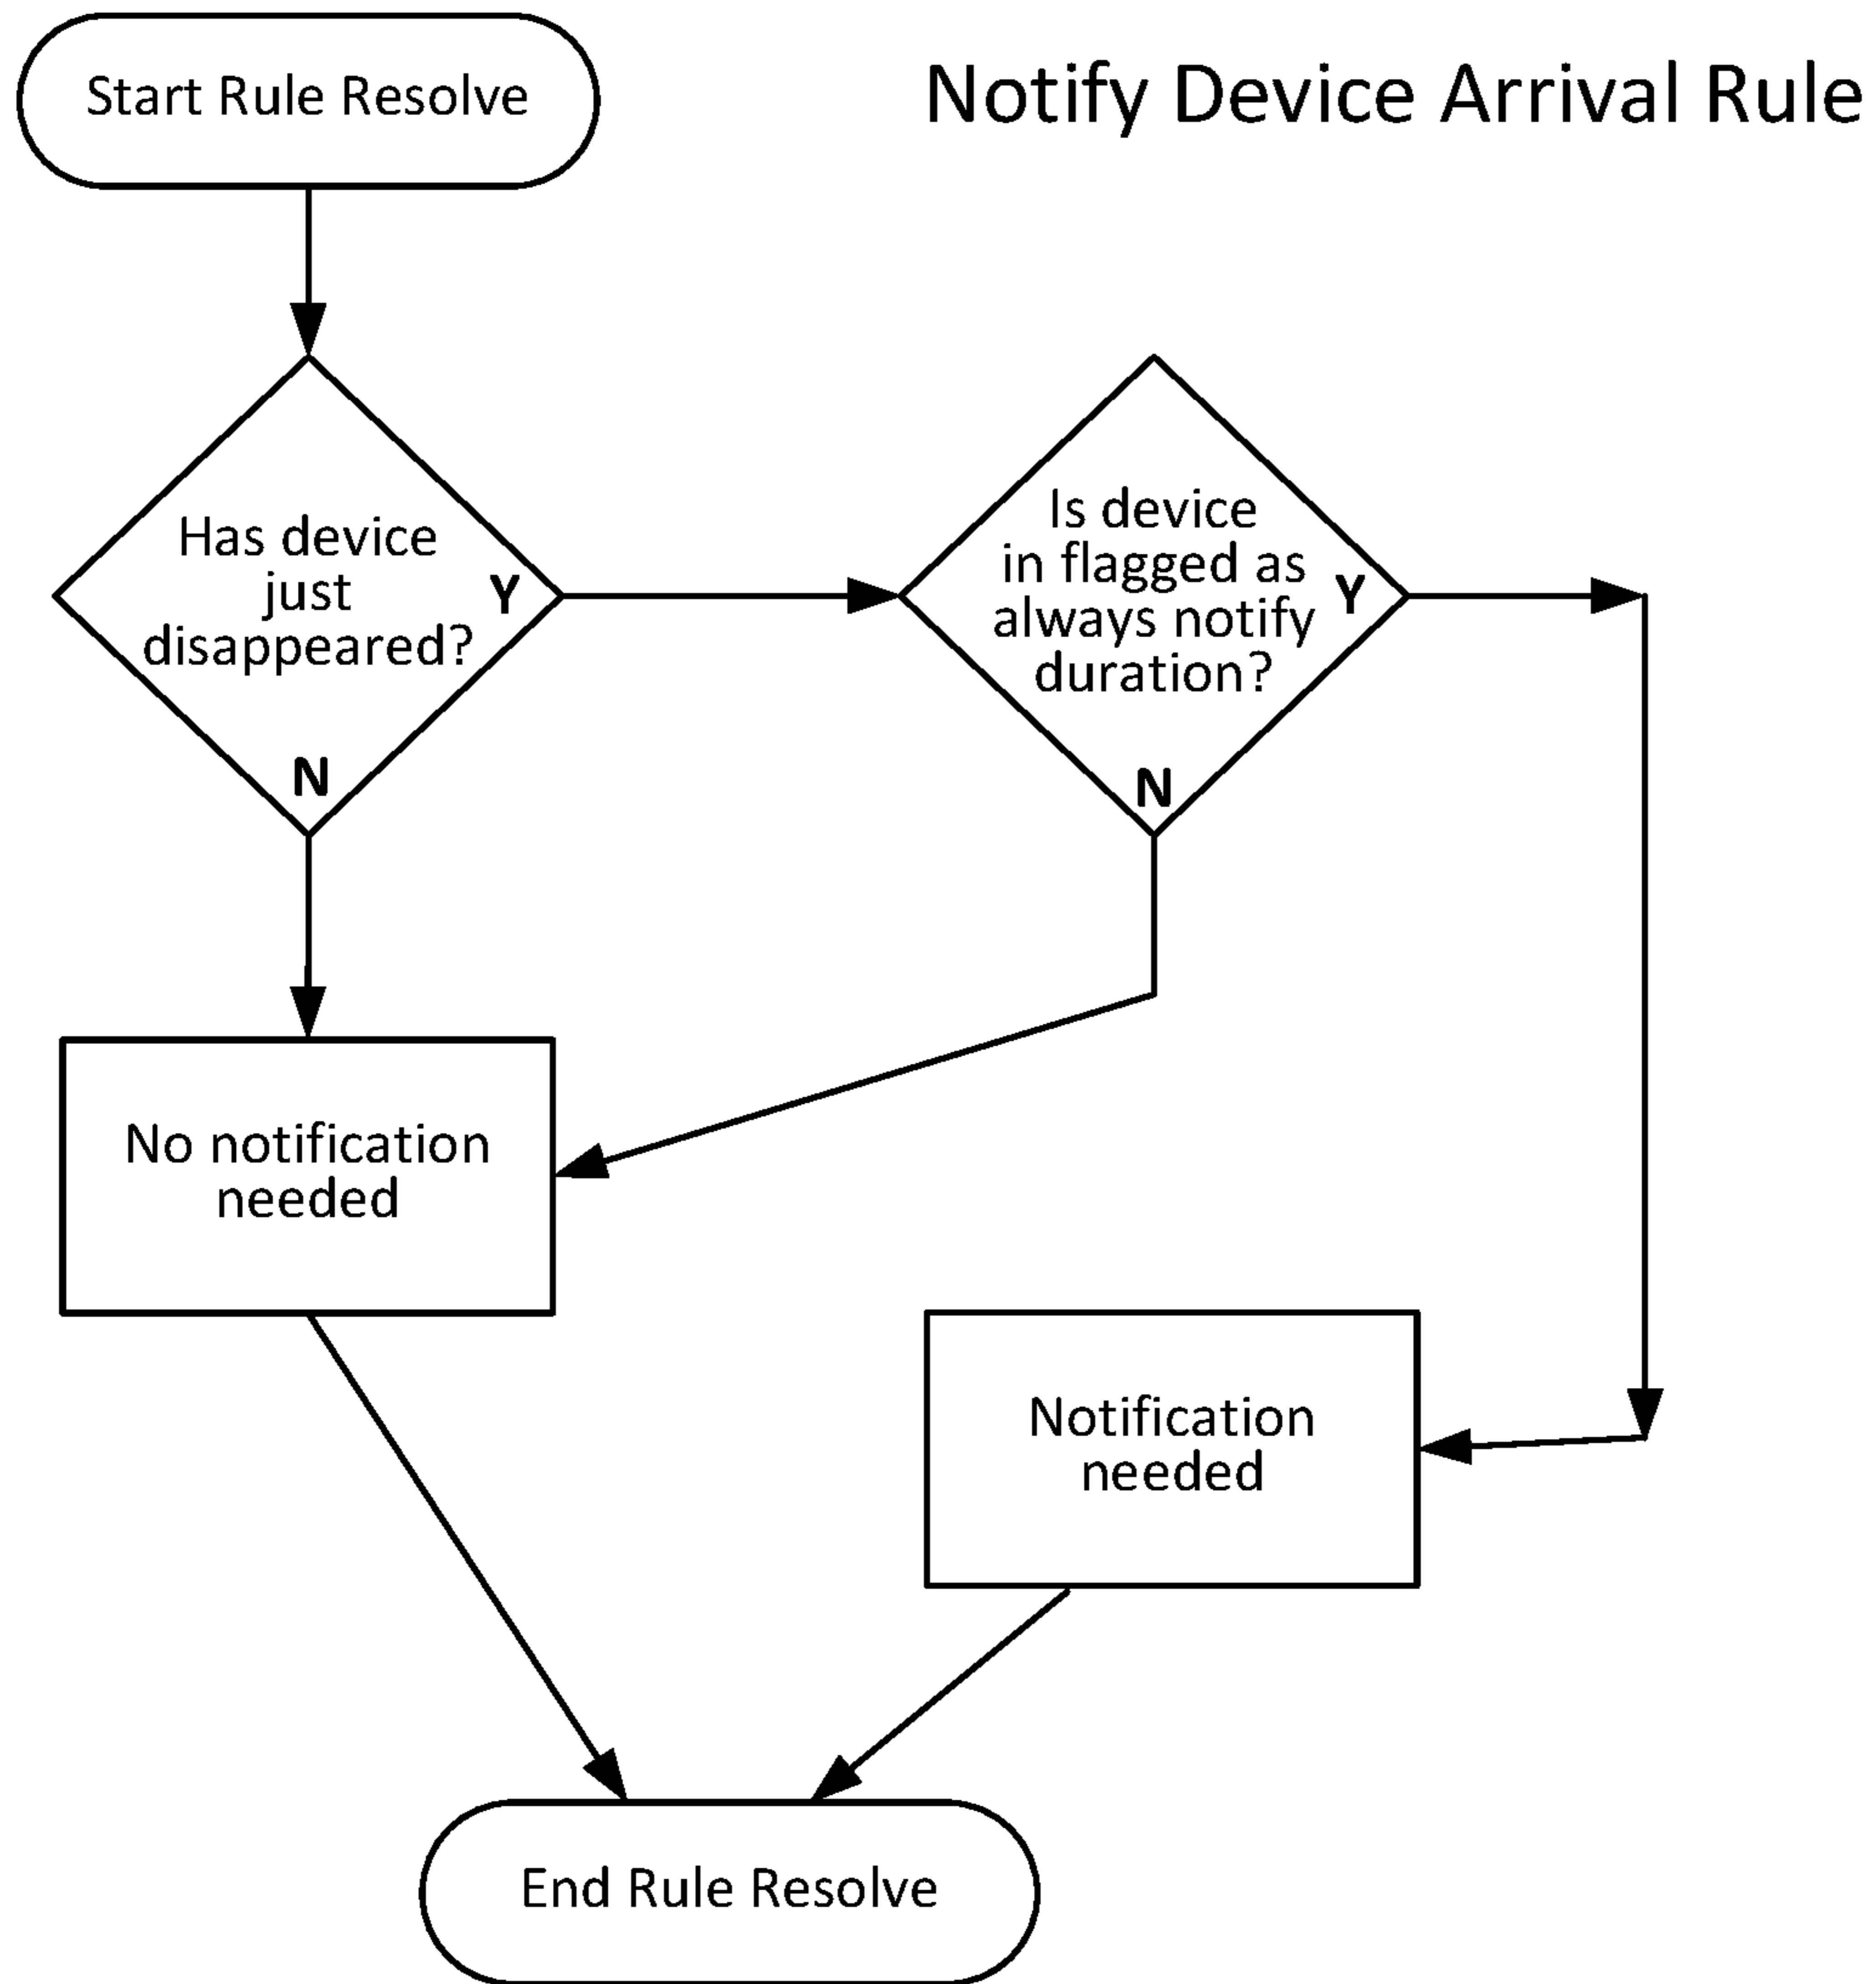 Start Rule Resolve
Notify Device Arrival Rule
Has device
just
disappeared?
Y
N
Is device
in flagged as
always notify
duration?
Y
N
No notification
needed
Notification
needed
End Rule Resolve